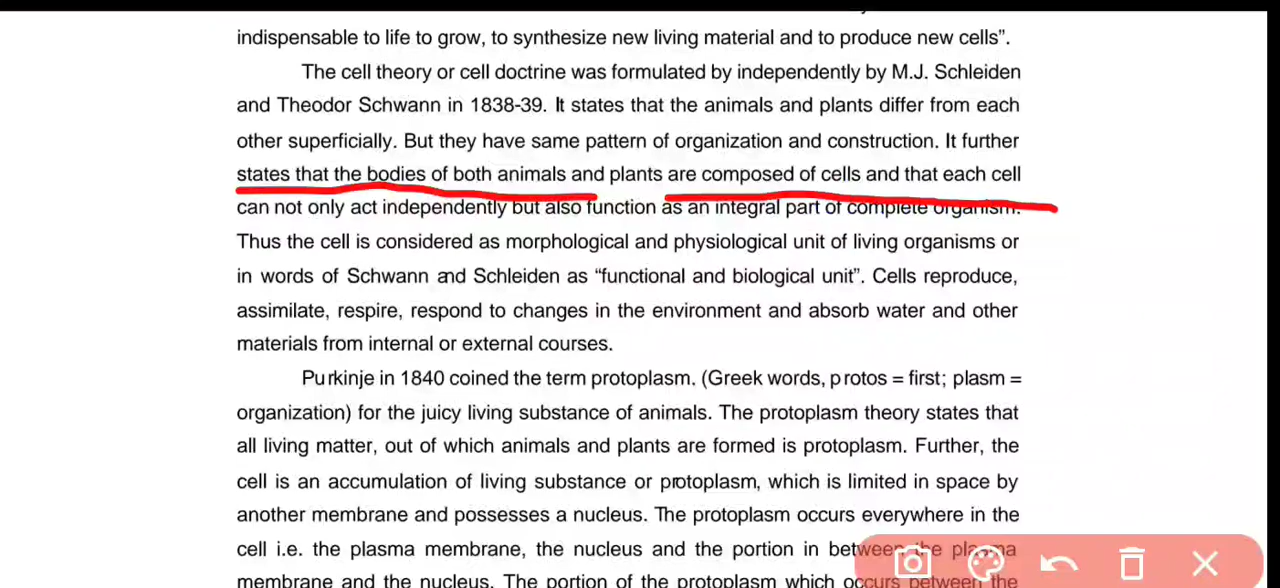 indispensable to life to grow, to synthesize new living material and to produce new cells”.
The cell theory or cell doctrine was formulated by independently by M.J. Schleiden
and Theodor Schwann in 1838-39. It states that the animals and plants differ from each
other superficially. But they have same pattern of organization and construction. It further
states that the bodies of both animals and plants are composed of cells and that each cell
can not only act independently but also function as an integral part of complete organism.
Thus the cell is considered as morphological and physiological unit of living organisms or
in words of Schwann and Schleiden as “functional and biological unit”. Cells reproduce,
assimilate, respire, respond to changes in the environment and absorb water and other
materials from internal or external courses.
Purkinje in 1840 coined the term protoplasm. (Greek words, protos = first; plasm =
organization) for the juicy living substance of animals. The protoplasm theory states that
all living matter, out of which animals and plants are formed is protoplasm. Further, the
cell is an accumulation of living substance or protoplasm, which is limited in space by
another membrane and possesses a nucleus. The protoplasm occurs everywhere in the
cell i.e. the plasma membrane, the nucleus and the portion in between the plasma
membrane and the nucleus. The portion of the protoplasm which occurs between the